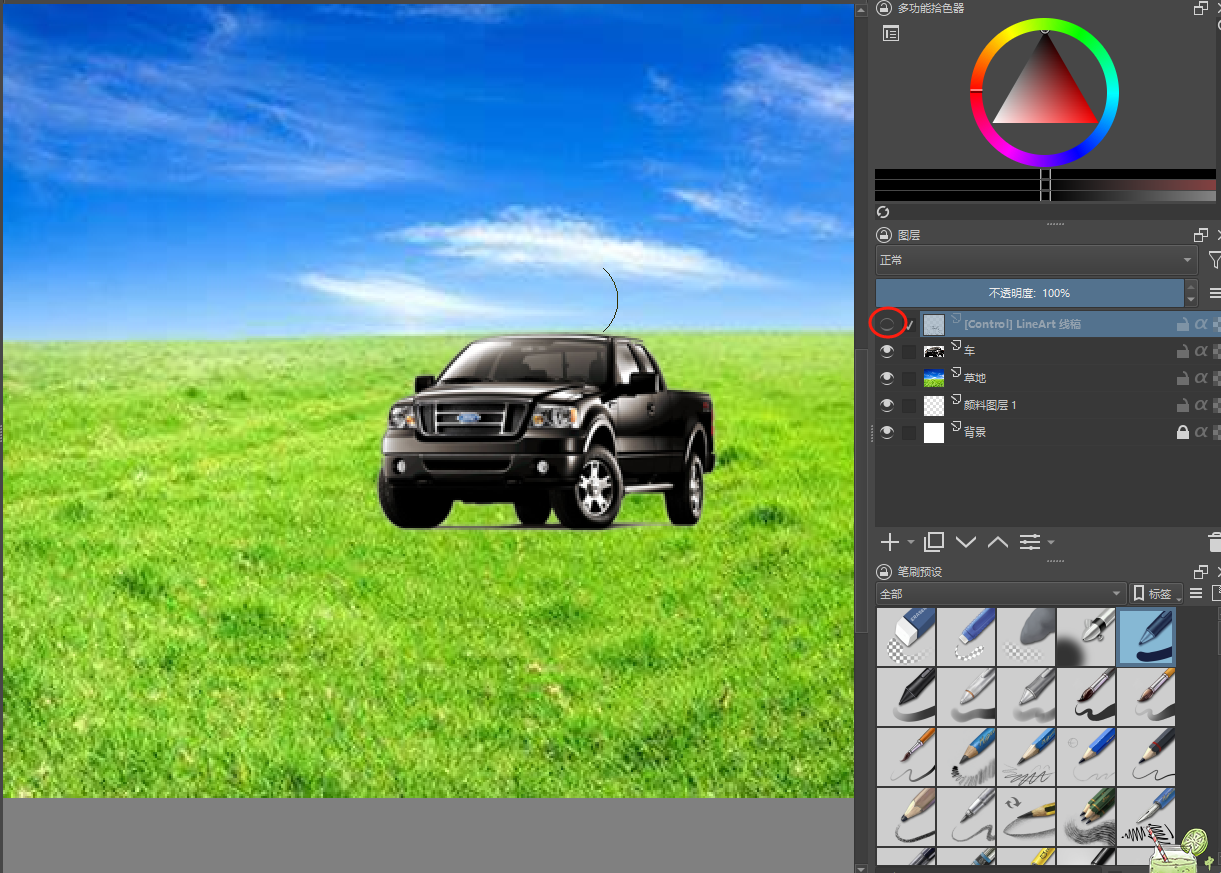 多功能拾色器
图层
正常
不透明度: 100%
[Control] LineArt 线稿
车
草地
颜料图层 1
背景
笔刷预设
全部
标签